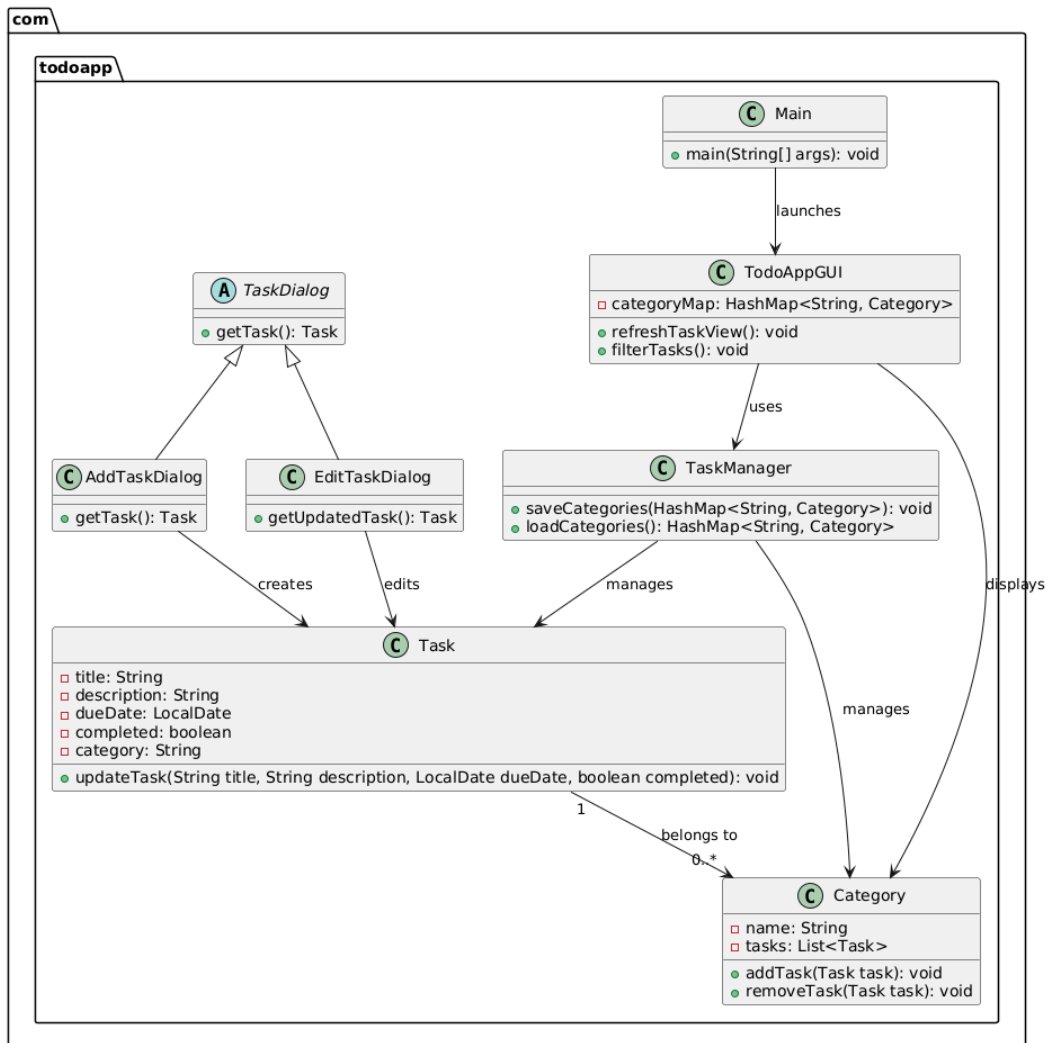 com
todoapp
C Main
main(String[] args): void
launches
C TodoAppGUI
categoryMap: HashMap<String, Category>
refreshTaskView(): void
filterTasks(): void
A TaskDialog
getTask(): Task
uses
C AddTaskDialog
getTask(): Task
C EditTaskDialog
getUpdatedTask(): Task
C TaskManager
saveCategories(HashMap<String, Category>): void
loadCategories(): HashMap<String, Category>
creates
edits
manages
displays
C Task
title: String
description: String
dueDate: LocalDate
completed: boolean
category: String
updateTask(String title, String description, LocalDate dueDate, boolean completed): void
manages
1
belongs to
0..*
C Category
name: String
tasks: List<Task>
addTask(Task task): void
removeTask(Task task): void